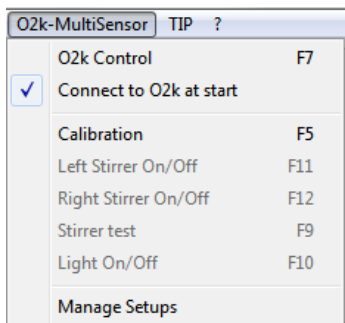 O2k-MultiSensor TIP ?
O2k Control F7
Connect to O2k at start
Calibration F5
Left Stirrer On/Off F11
Right Stirrer On/Off F12
Stirrer test F9
Light On/Off F10
Manage Setups